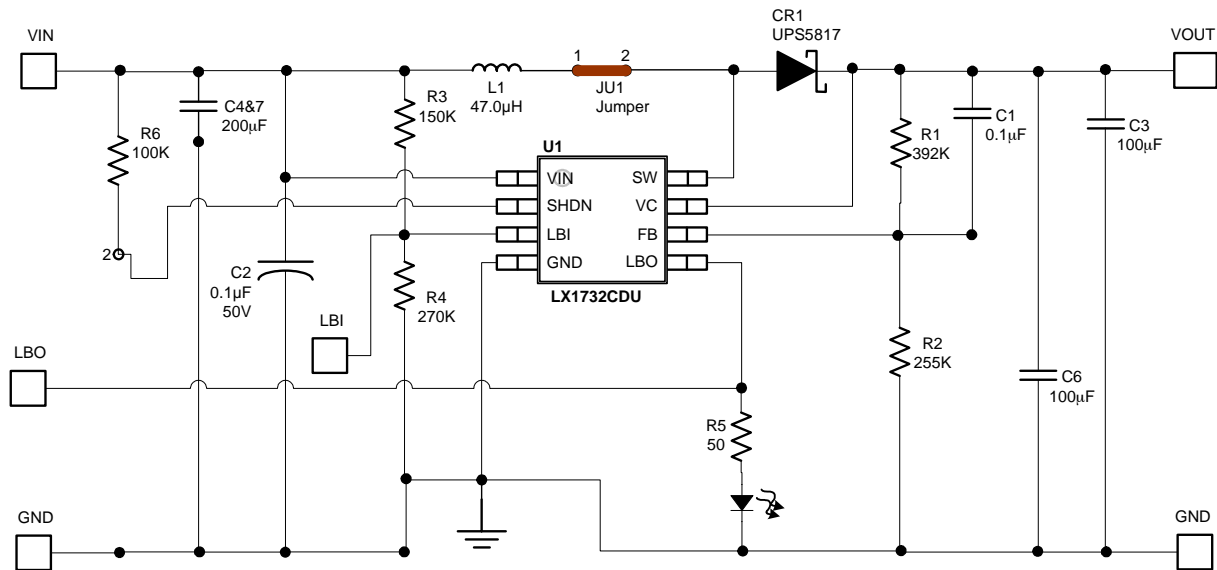 CR1
UPS5817
VIN
VOUT
1 2
L1
47.0µH
JU1
Jumper
R3
150K
C4&7
200µF
R6
100K
R1
392K
C1
0.1µF
C3
100µF
U1
VIN
SW
SHDN
VC
LBI
FB
GND
LBO
LX1732CDU
2
C2
0.1µF
50V
R4
270K
LBI
LBO
R2
255K
C6
100µF
R5
50
GND
GND